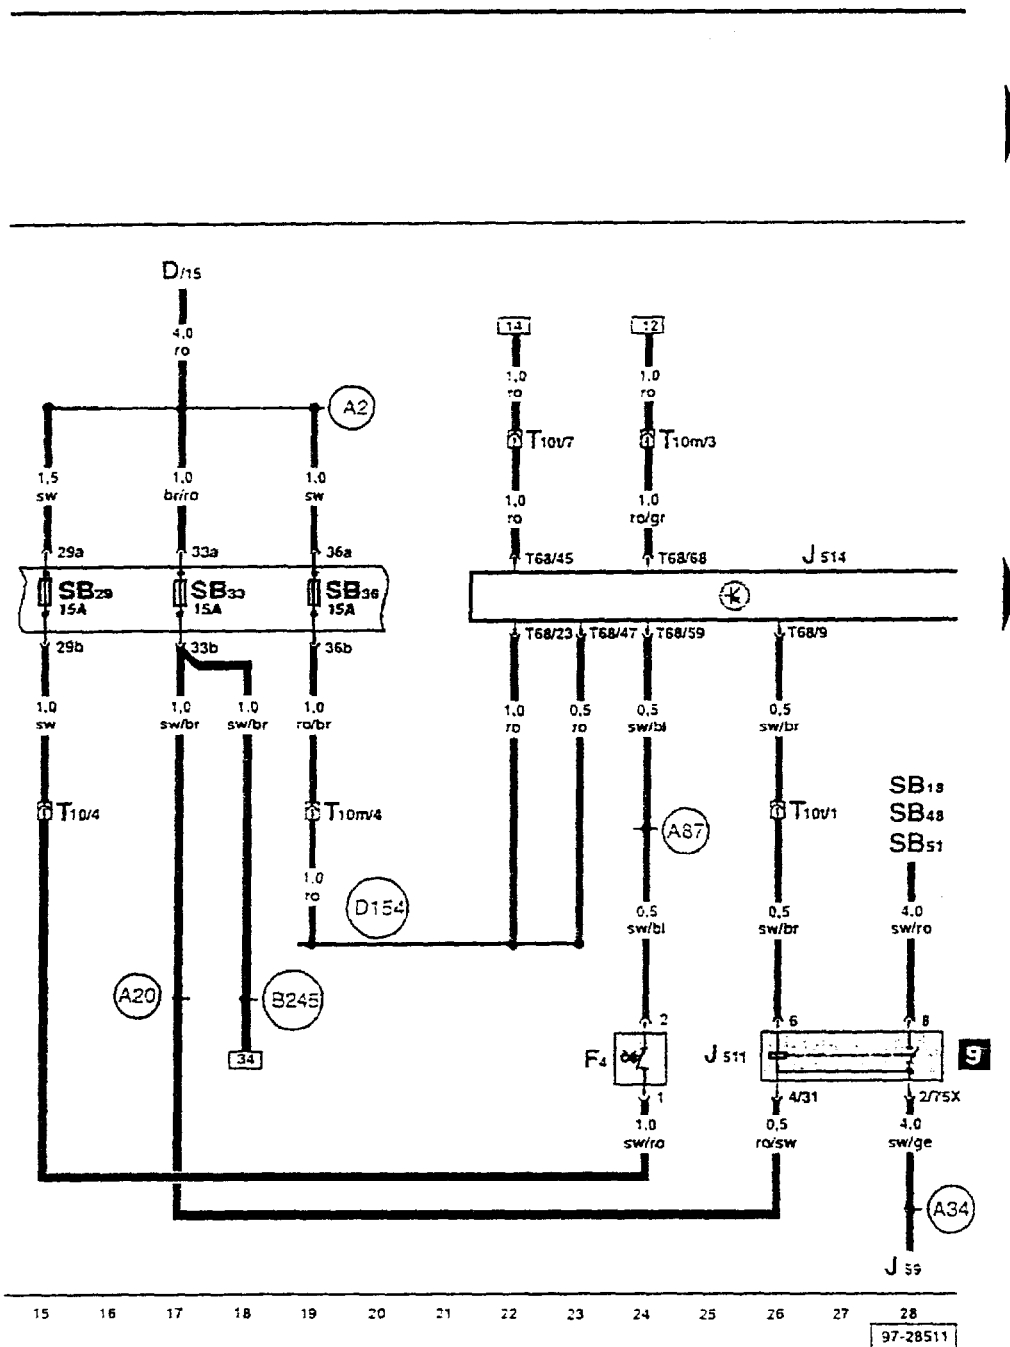 D/15
4,0
ro
14
12
1,0
ro
1,0
ro
A2
T10t/7
T10m/3
1,5
sw
1,0
br/ro
1,0
sw
1,0
ro
1,0
ro/gr
29a
33a
36a
T68/45
T68/68
J 514
SB29
15A
SB33
15A
SB36
15A
29b
33b
36b
T68/23
T68/47
T68/59
T68/9
1,0
sw
1,0
sw/br
1,0
sw/br
1,0
ro/br
1,0
ro
0,5
ro
0,5
sw/bl
0,5
sw/br
T10/4
T10m/4
A87
T10t/1
SB18
SB48
SB51
1,0
ro
D154
0,5
sw/bl
0,5
sw/br
4,0
sw/ro
A20
B245
34
2
6
8
F4
J 511
9
1
4/31
2/75X
1,0
sw/ro
0,5
ro/sw
4,0
sw/ge
A34
J 59
15 16 17 18 19 20 21 22 23 24 25 26 27 28
97-28511